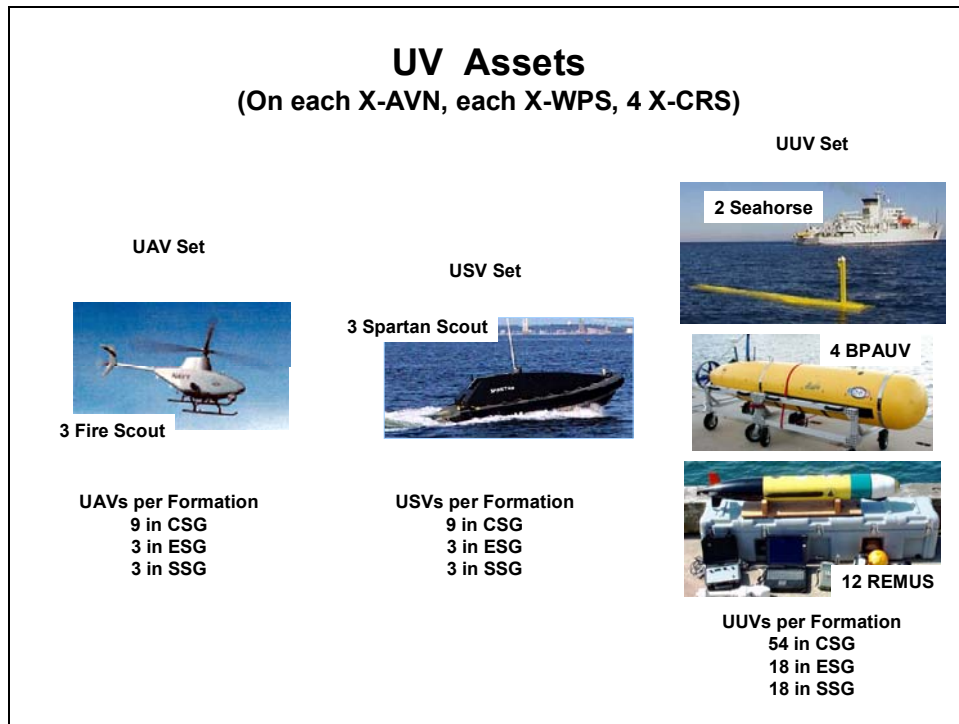 UV Assets
(On each X-AVN, each X-WPS, 4 X-CRS)
UAV Set
3 Fire Scout
NAVY
UAVs per Formation
9 in CSG
3 in ESG
3 in SSG
USV Set
3 Spartan Scout
USVs per Formation
9 in CSG
3 in ESG
3 in SSG
UUV Set
2 Seahorse
4 BPAUV
12 REMUS
UUVs per Formation
54 in CSG
18 in ESG
18 in SSG